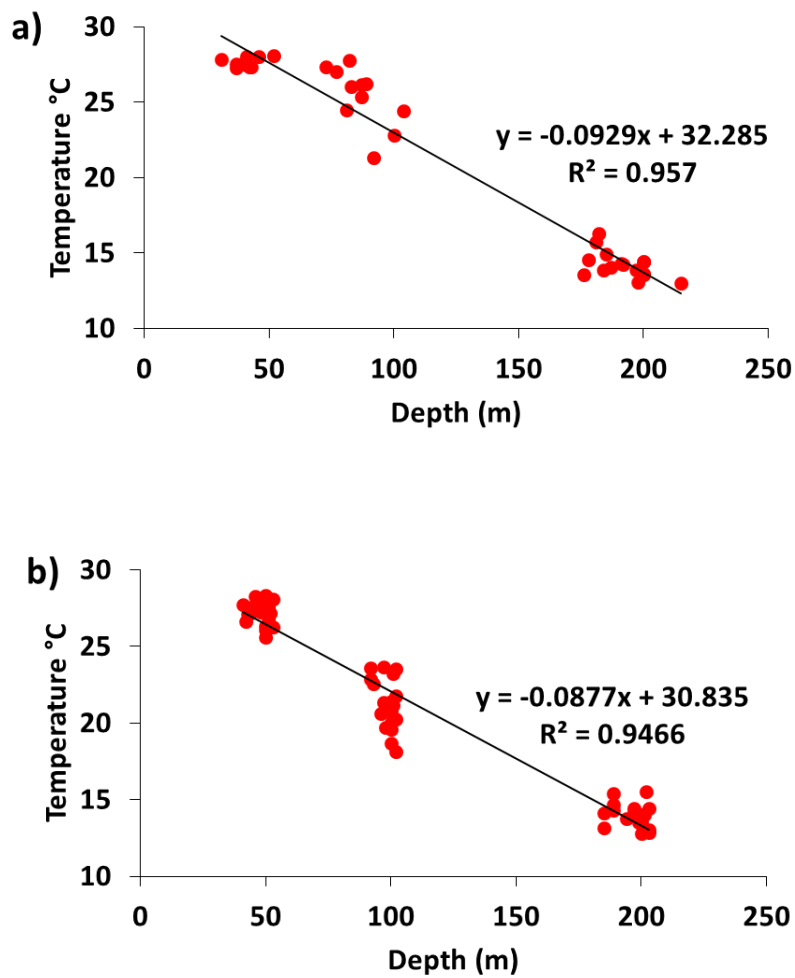 a)
30
25
20
15
10
Temperature °C
y = -0.0929x + 32.285
R² = 0.957
0 50 100 150 200 250
Depth (m)
b)
30
25
20
15
10
Temperature °C
y = -0.0877x + 30.835
R² = 0.9466
0 50 100 150 200 250
Depth (m)